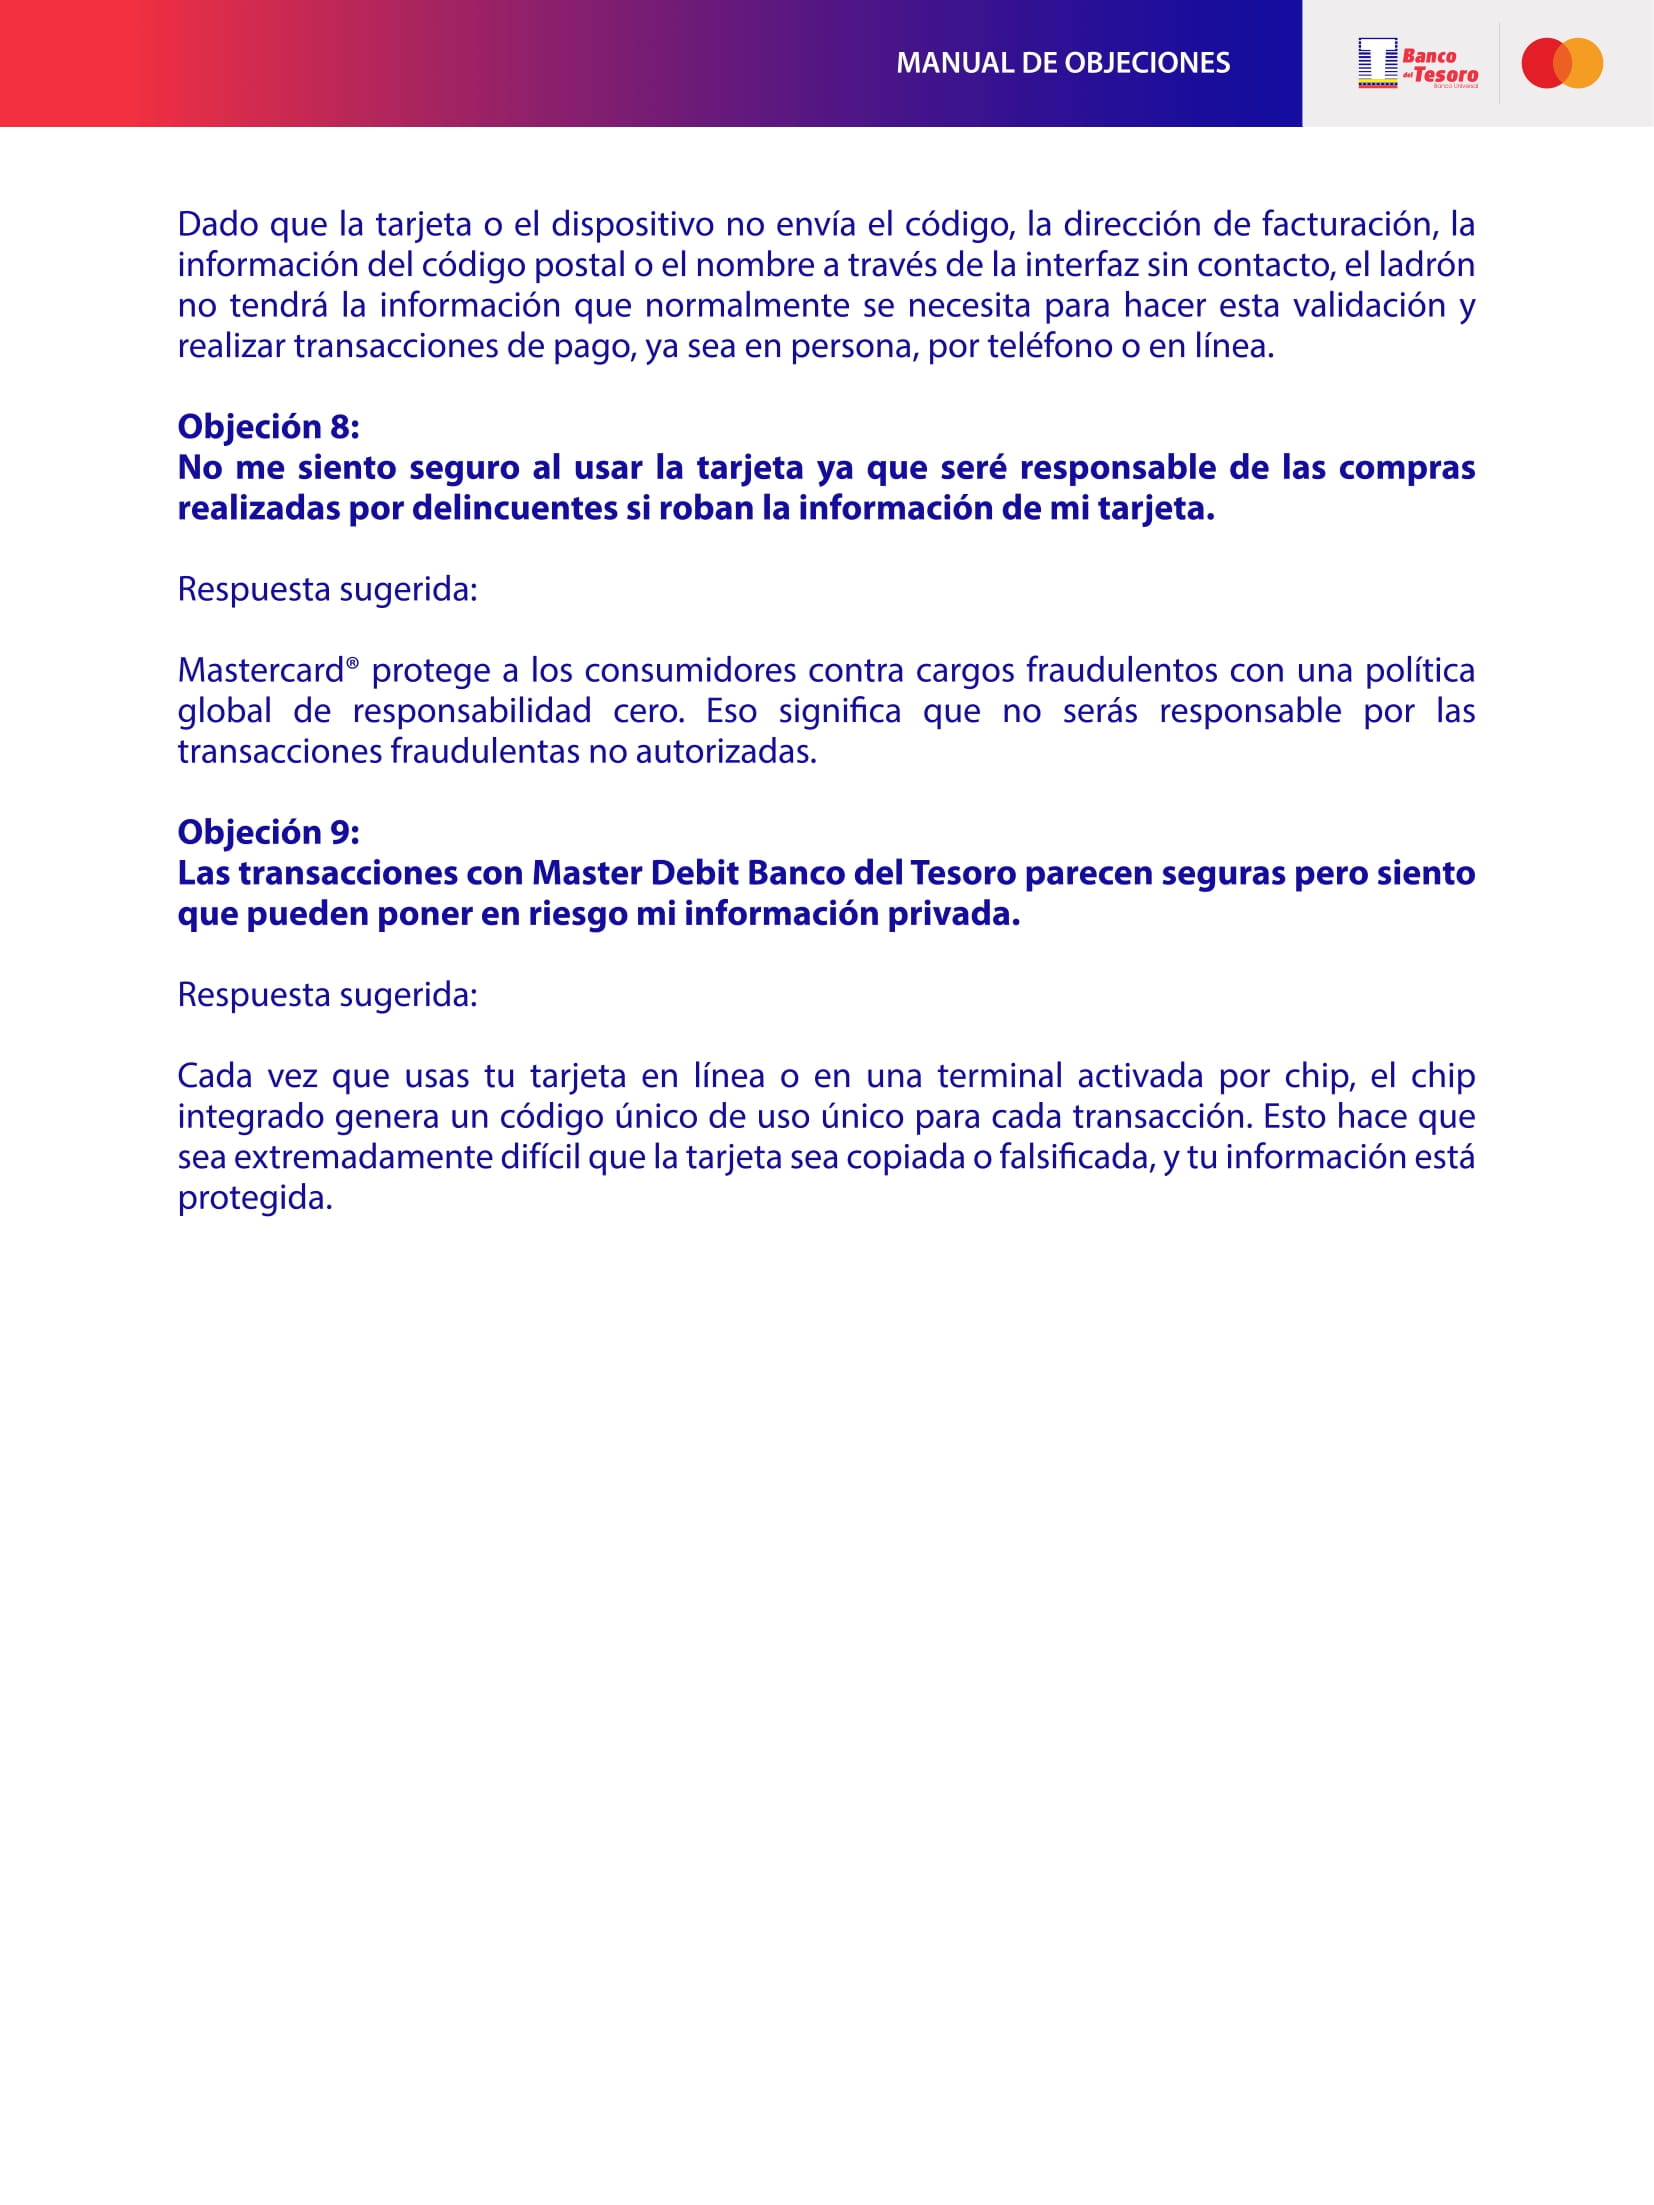 MANUAL DE OBJECIONES
Banco
del Tesoro
Banco Universal
Dado que la tarjeta o el dispositivo no envía el código, la dirección de facturación, la
información del código postal o el nombre a través de la interfaz sin contacto, el ladrón
no tendrá la información que normalmente se necesita para hacer esta validación y
realizar transacciones de pago, ya sea en persona, por teléfono o en línea.
Objeción 8:
No me siento seguro al usar la tarjeta ya que seré responsable de las compras
realizadas por delincuentes si roban la información de mi tarjeta.
Respuesta sugerida:
Mastercard® protege a los consumidores contra cargos fraudulentos con una política
global de responsabilidad cero. Eso significa que no serás responsable por las
transacciones fraudulentas no autorizadas.
Objeción 9:
Las transacciones con Master Debit Banco del Tesoro parecen seguras pero siento
que pueden poner en riesgo mi información privada.
Respuesta sugerida:
Cada vez que usas tu tarjeta en línea o en una terminal activada por chip, el chip
integrado genera un código único de uso único para cada transacción. Esto hace que
sea extremadamente difícil que la tarjeta sea copiada o falsificada, y tu información está
protegida.